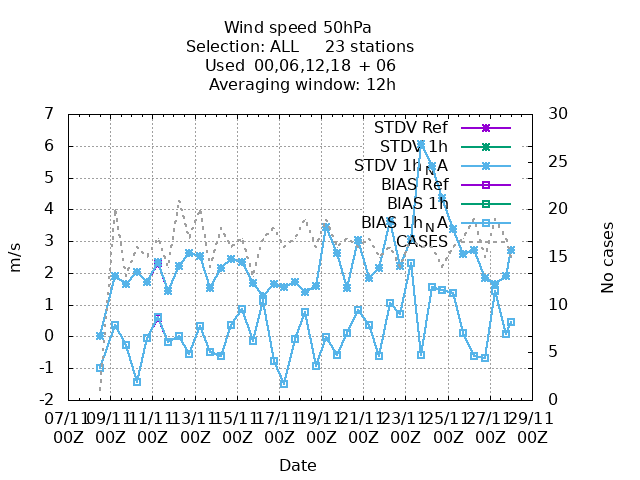 Wind speed 50hPa
Selection: ALL 23 stations
Used 00,06,12,18 + 06
Averaging window: 12h
STDV Ref
STDV 1h
STDV 1h_NA
BIAS Ref
BIAS 1h
BIAS 1h_NA
CASES
7
6
5
4
3
2
1
0
-1
-2
m/s
30
25
20
15
10
5
0
No cases
07/11 09/11 11/11 13/11 15/11 17/11 19/11 21/11 23/11 25/11 27/11 29/11
00Z 00Z 00Z 00Z 00Z 00Z 00Z 00Z 00Z 00Z 00Z 00Z
Date